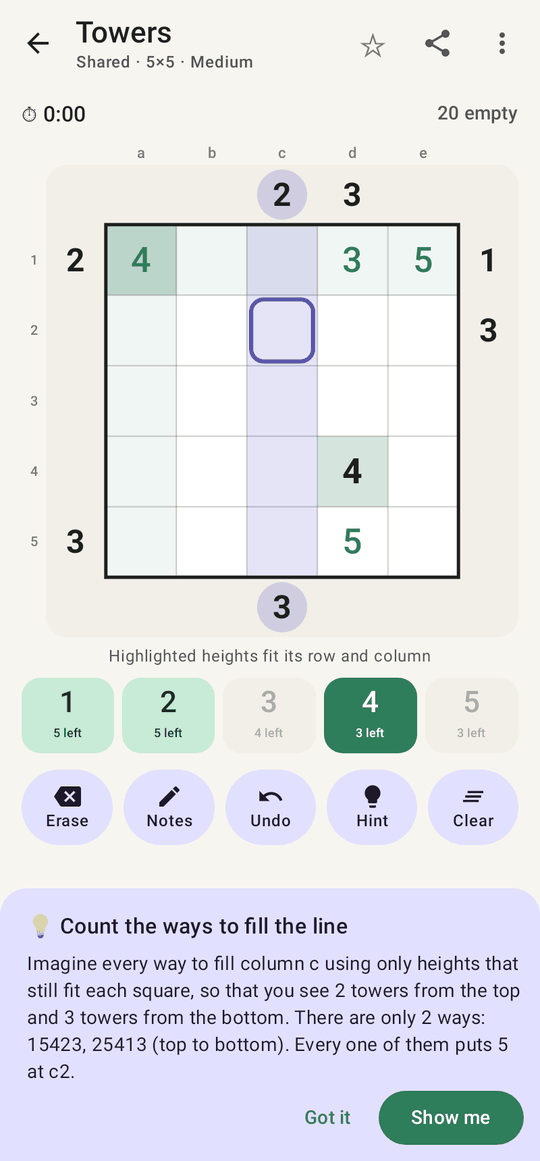 Towers
Shared · 5×5 · Medium
0:00
20 empty
a b c d e
2 3
1 2 4 3 5 1
2 3
3
4 4
5 3 5
3
Highlighted heights fit its row and column
1 2 3 4 5
5 left 5 left 4 left 3 left 3 left
Erase Notes Undo Hint Clear
Count the ways to fill the line
Imagine every way to fill column c using only heights that
still fit each square, so that you see 2 towers from the top
and 3 towers from the bottom. There are only 2 ways:
15423, 25413 (top to bottom). Every one of them puts 5
at c2.
Got it Show me